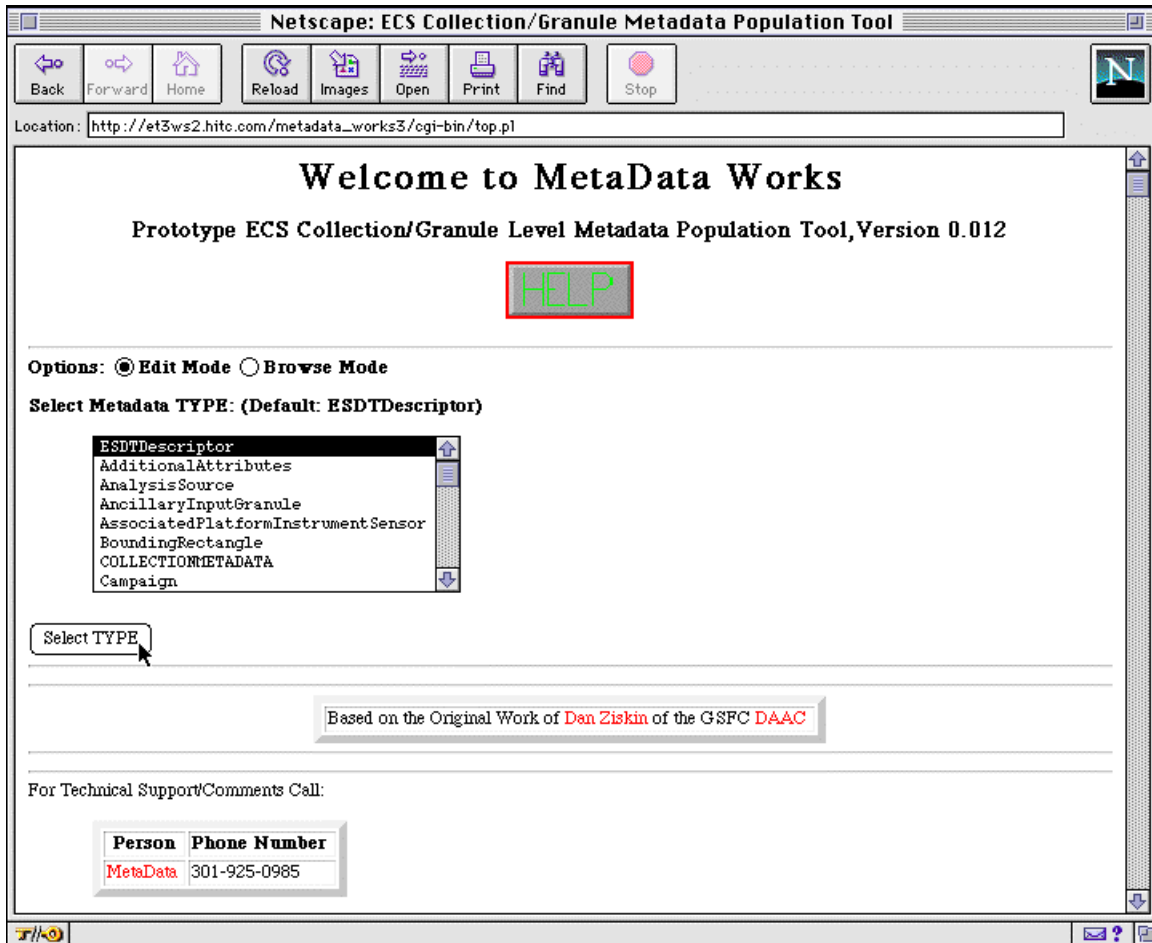 Netscape: ECS Collection/Granule Metadata Population Tool
Back Forward Home Reload Images Open Print Find Stop
N
Location: http://et3ws2.hitc.com/metadata_works3/cgi-bin/top.pl
Welcome to MetaData Works
Prototype ECS Collection/Granule Level Metadata Population Tool,Version 0.012
HELP
Options: Edit Mode Browse Mode
Select Metadata TYPE: (Default: ESDTDescriptor)
ESDTDescriptor
AdditionalAttributes
AnalysisSource
AncillaryInputGranule
AssociatedPlatformInstrumentSensor
BoundingRectangle
COLLECTIONMETADATA
Campaign
Select TYPE
Based on the Original Work of Dan Ziskin of the GSFC DAAC
For Technical Support/Comments Call:
Person Phone Number
MetaData 301-925-0985
?